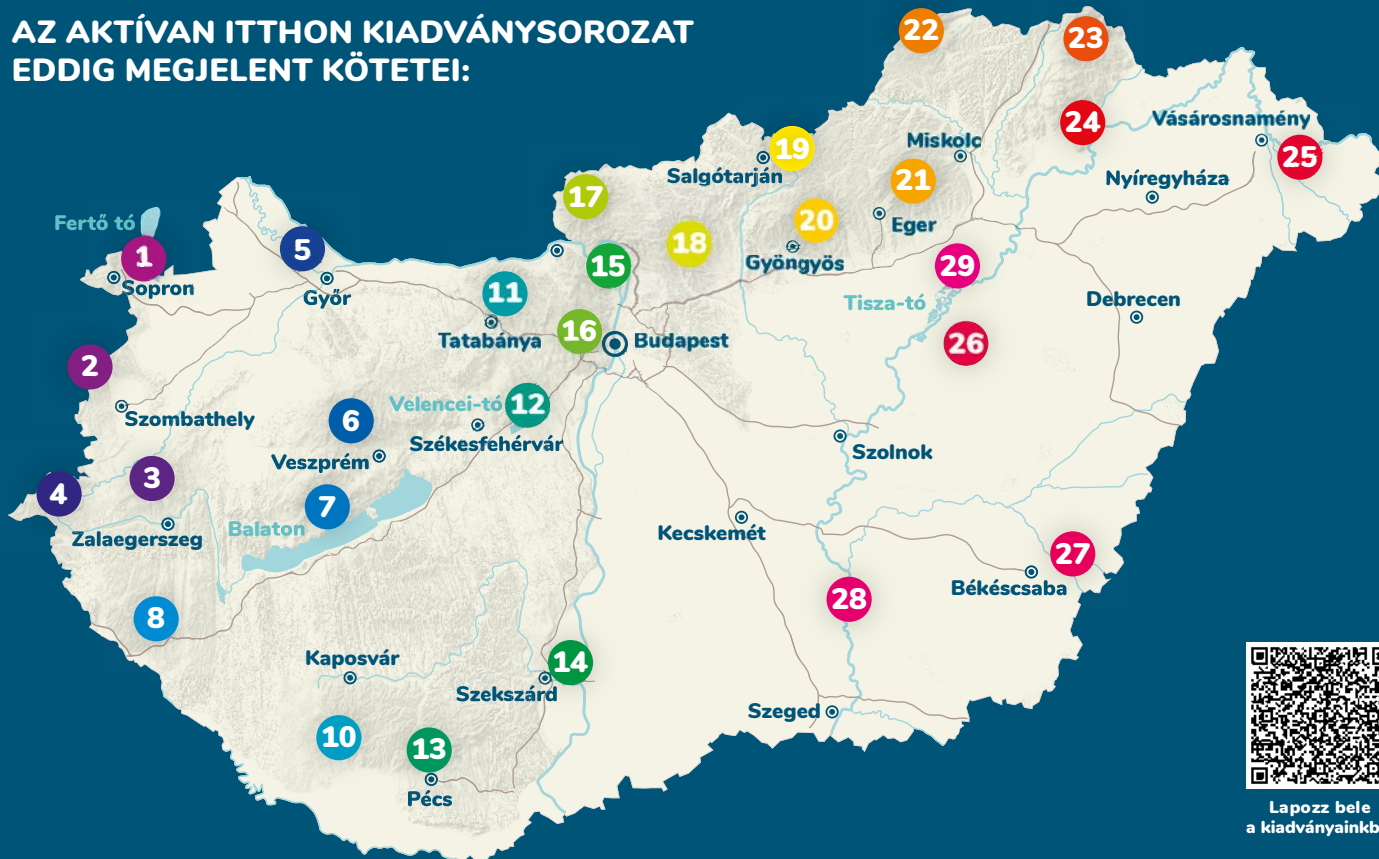 AZ AKTÍVAN ITTHON KIADVÁNYSOROZAT
EDDIG MEGJELENT KÖTETEI:
22
23
24
Vásárosnamény
25
19
Salgótarján
Miskolc
21
Nyíregyháza
17
Fertő tó
1
Sopron
5
Győr
18
20
Gyöngyös
Eger
15
29
Tisza-tó
Debrecen
11
Tatabánya
16
Budapest
26
2
Szombathely
Velencei-tó
12
6
Veszprém
Székesfehérvár
Szolnok
4
3
Zalaegerszeg
7
Balaton
Kecskemét
27
Békéscsaba
28
8
Kaposvár
14
Szekszárd
Szeged
10
13
Pécs
Lapozz bele
a